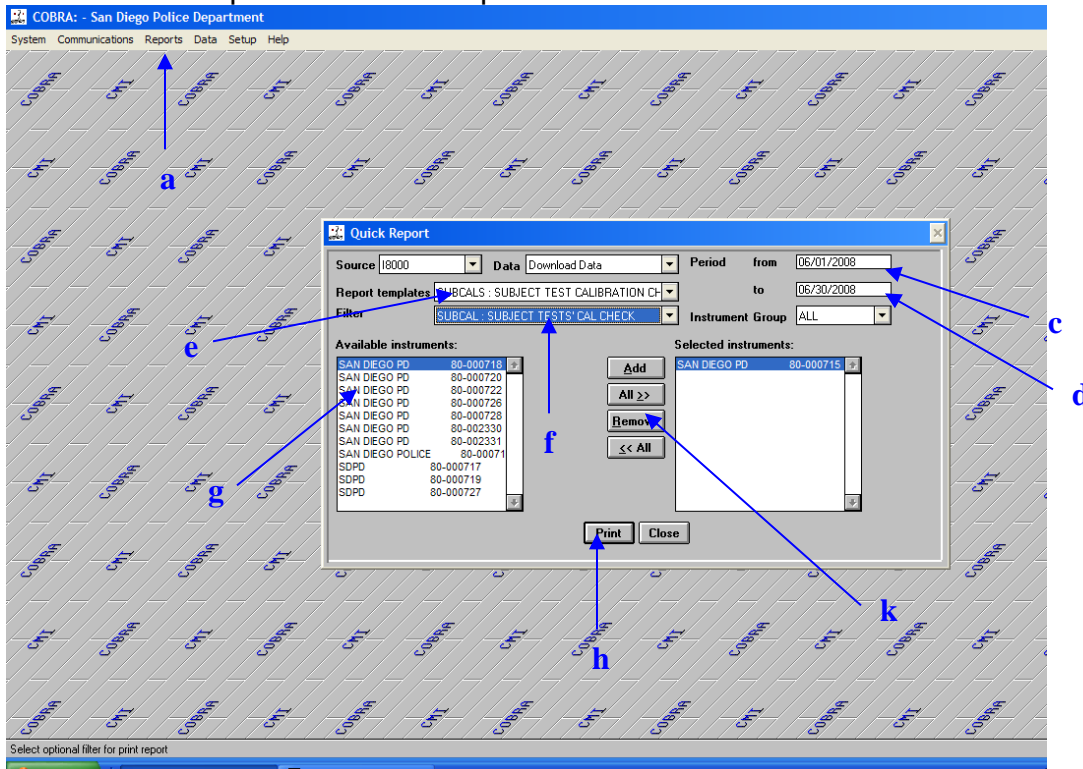 COBRA: - San Diego Police Department
System Communications Reports Data Setup Help
a
Quick Report
Source I8000 Data Download Data Period from 06/01/2008
Report templates SUBCALS : SUBJECT TEST CALIBRATION CH to 06/30/2008
Filter SUBCAL : SUBJECT TESTS' CAL CHECK Instrument Group ALL
c
e
d
Available instruments: Selected instruments:
SAN DIEGO PD 80-000718 Add SAN DIEGO PD 80-000715
SAN DIEGO PD 80-000720
SAN DIEGO PD 80-000722 All >>
SAN DIEGO PD 80-000726
SAN DIEGO PD 80-000728 Remove
SAN DIEGO PD 80-002330
SAN DIEGO PD 80-002331 << All
SAN DIEGO POLICE 80-00071
SDPD 80-000717
SDPD 80-000719
SDPD 80-000727
f
g
Print Close
k
h
COBRA CMI
Select optional filter for print report